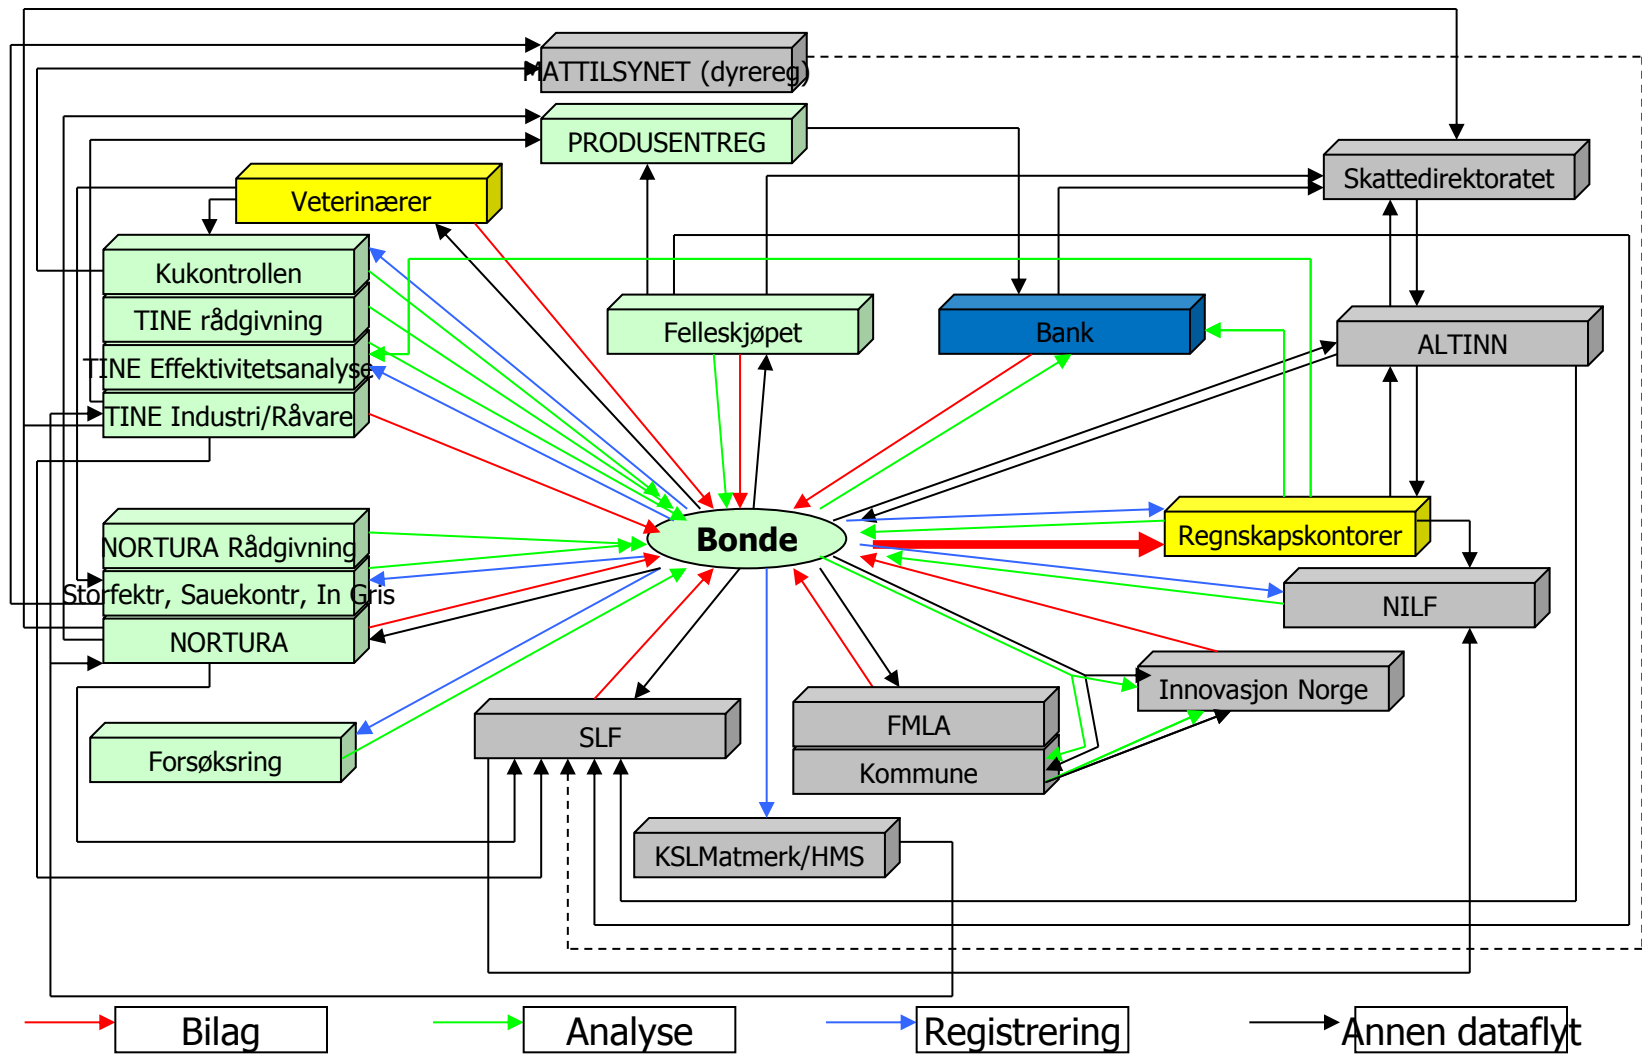 MATTILSYNET (dyrereg)
PRODUSENTREG
Skattedirektoratet
Veterinærer
Kukontrollen
TINE rådgivning
TINE Effektivitetsanalyse
TINE Industri/Råvare
Felleskjøpet
Bank
ALTINN
Bonde
Regnskapskontorer
NORTURA Rådgivning
Storfektr, Sauekontr, In Gris
NORTURA
NILF
Innovasjon Norge
Forsøksring
SLF
FMLA
Kommune
KSLMatmerk/HMS
Bilag
Analyse
Registrering
Annen dataflyt